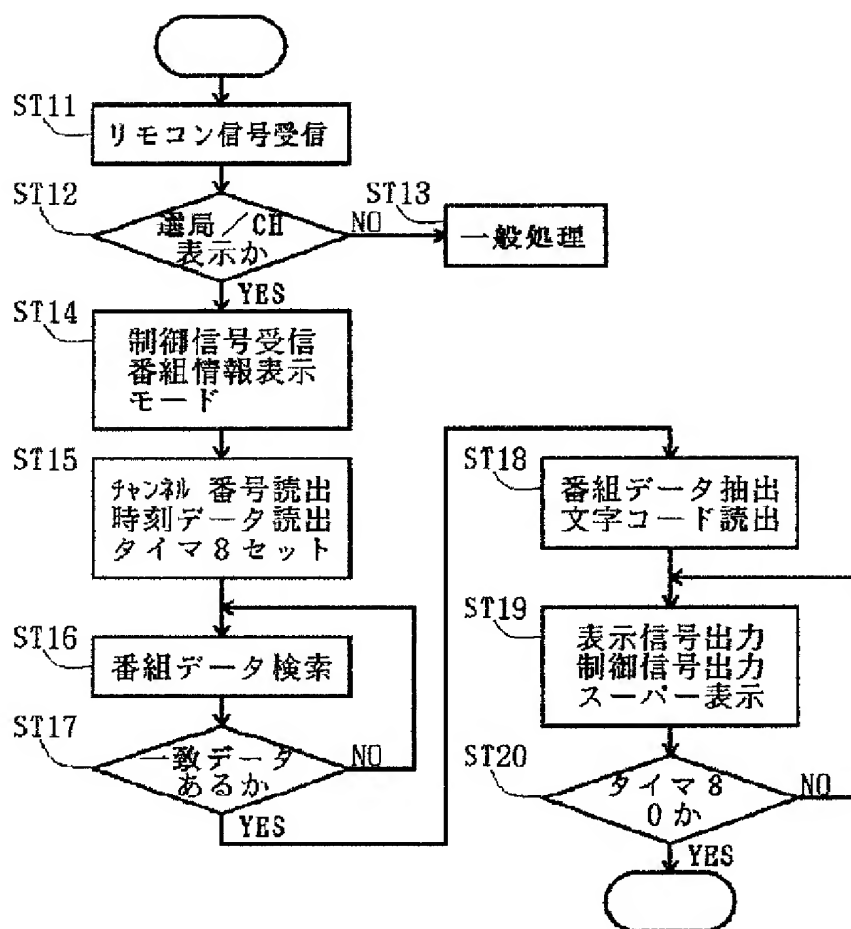 ST11
リモコン信号受信
ST12
選局／CH
表示か
NO
ST13
一般処理
YES
ST14
制御信号受信
番組情報表示
モード
ST15
チャンネル 番号読出
時刻データ読出
タイマ8セット
ST16
番組データ検索
ST17
一致データ
あるか
NO
YES
ST18
番組データ抽出
文字コード読出
ST19
表示信号出力
制御信号出力
スーパー表示
ST20
タイマ8
0か
NO
YES